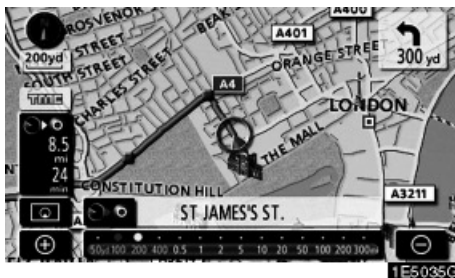 GROSVENOR
BEAK
A400
A401
200yd
STREET
ORANGE STREET
300 yd
SOUTH STREET
CHARLES STREET
A4
TMC
LONDON
8.5
mi
24
min
THE MALL
CONSTITUTION HILL
A3211
ST JAMES'S ST.
50yd 100 200 400 0.5 1 2 5 10 20 50 100 200 300mi
1E5035G